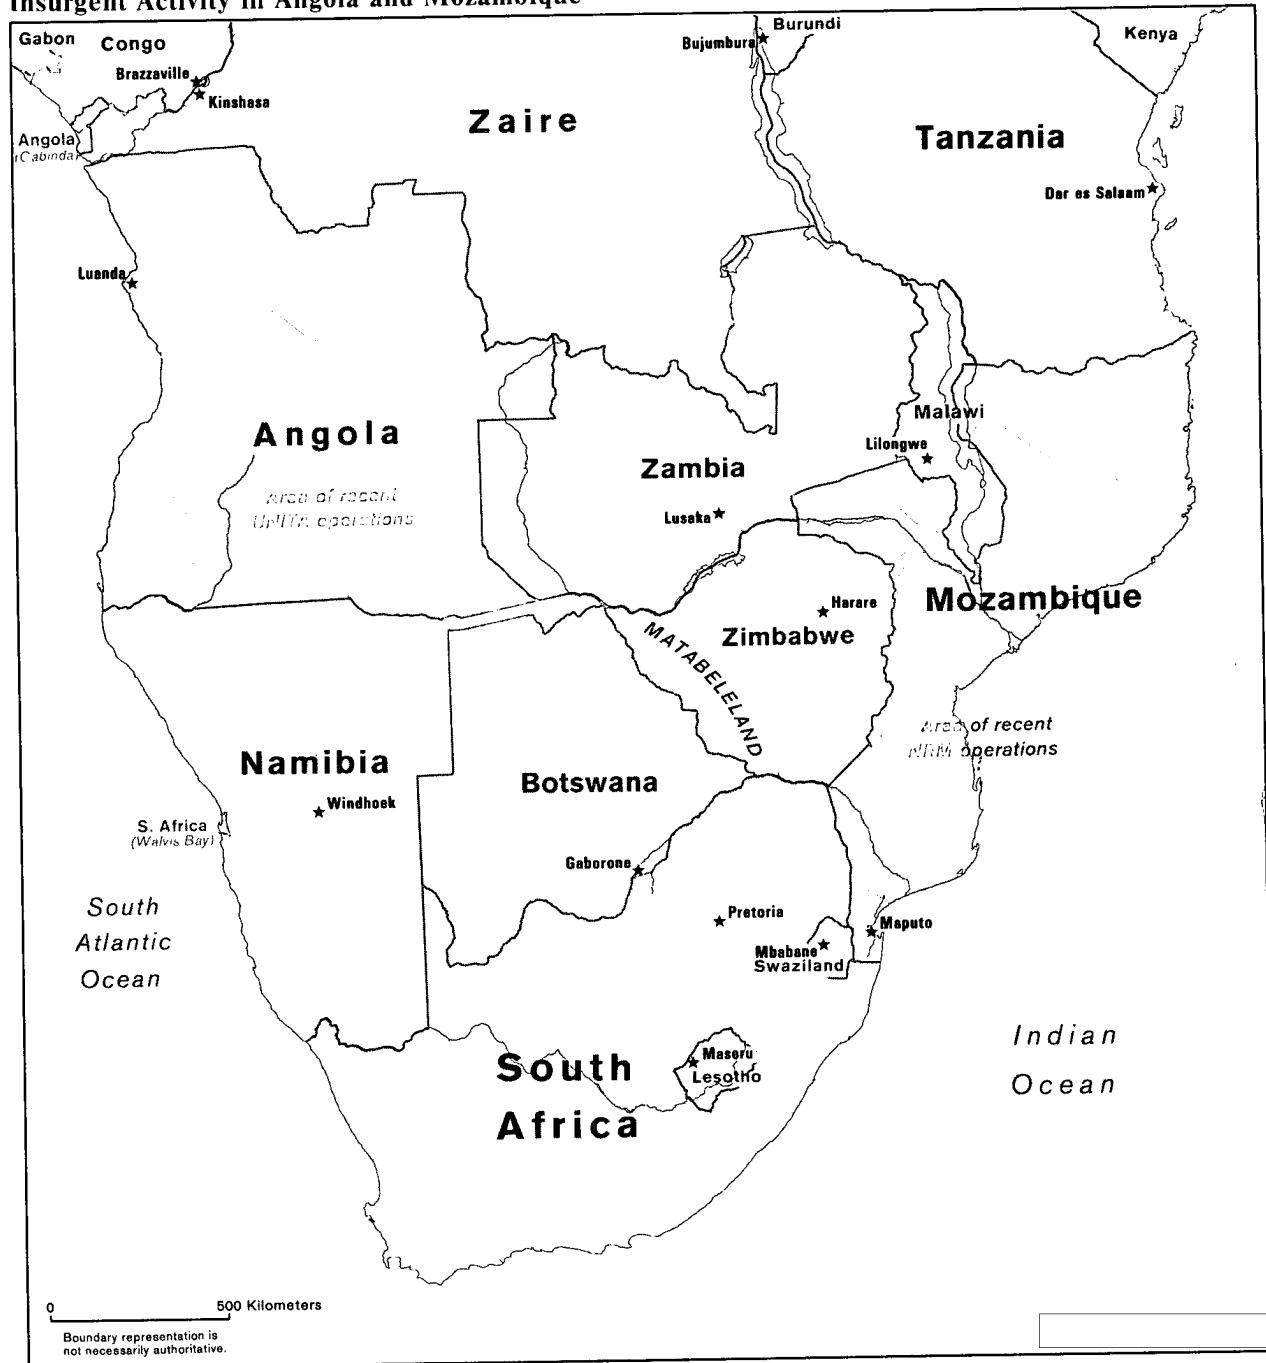 Insurgent Activity in Angola and Mozambique
Gabon
Congo
Brazzaville
Kinshasa
Angola
(Cabinda)
Zaire
Bujumbura
Burundi
Kenya
Tanzania
Dar es Salaam
Luanda
Angola
Area of recent
UNITA operations
Zambia
Lusaka
Malawi
Lilongwe
Mozambique
Harare
Zimbabwe
MATABELELAND
Area of recent
NRM operations
Namibia
Windhoek
Botswana
S. Africa
(Walvis Bay)
Gaborone
South
Atlantic
Ocean
Pretoria
Maputo
Mbabane
Swaziland
Indian
Ocean
Maseru
Lesotho
South
Africa
0 500 Kilometers
Boundary representation is
not necessarily authoritative.